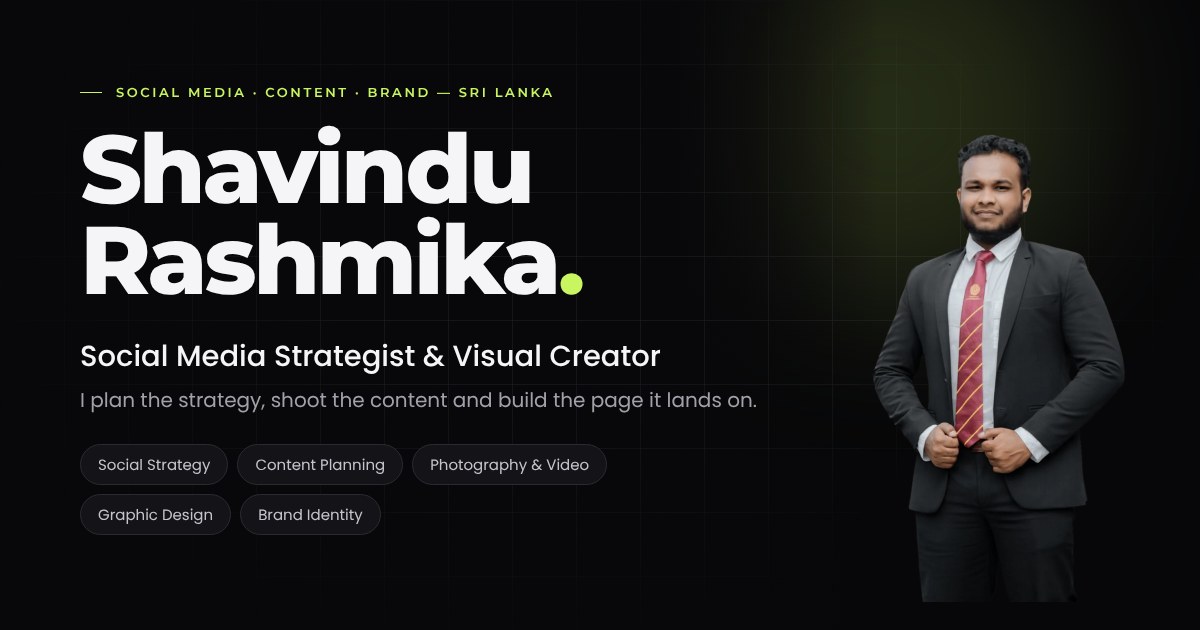 SOCIAL MEDIA · CONTENT · BRAND — SRI LANKA
Shavindu
Rashmika.
Social Media Strategist & Visual Creator
I plan the strategy, shoot the content and build the page it lands on.
Social Strategy
Content Planning
Photography & Video
Graphic Design
Brand Identity